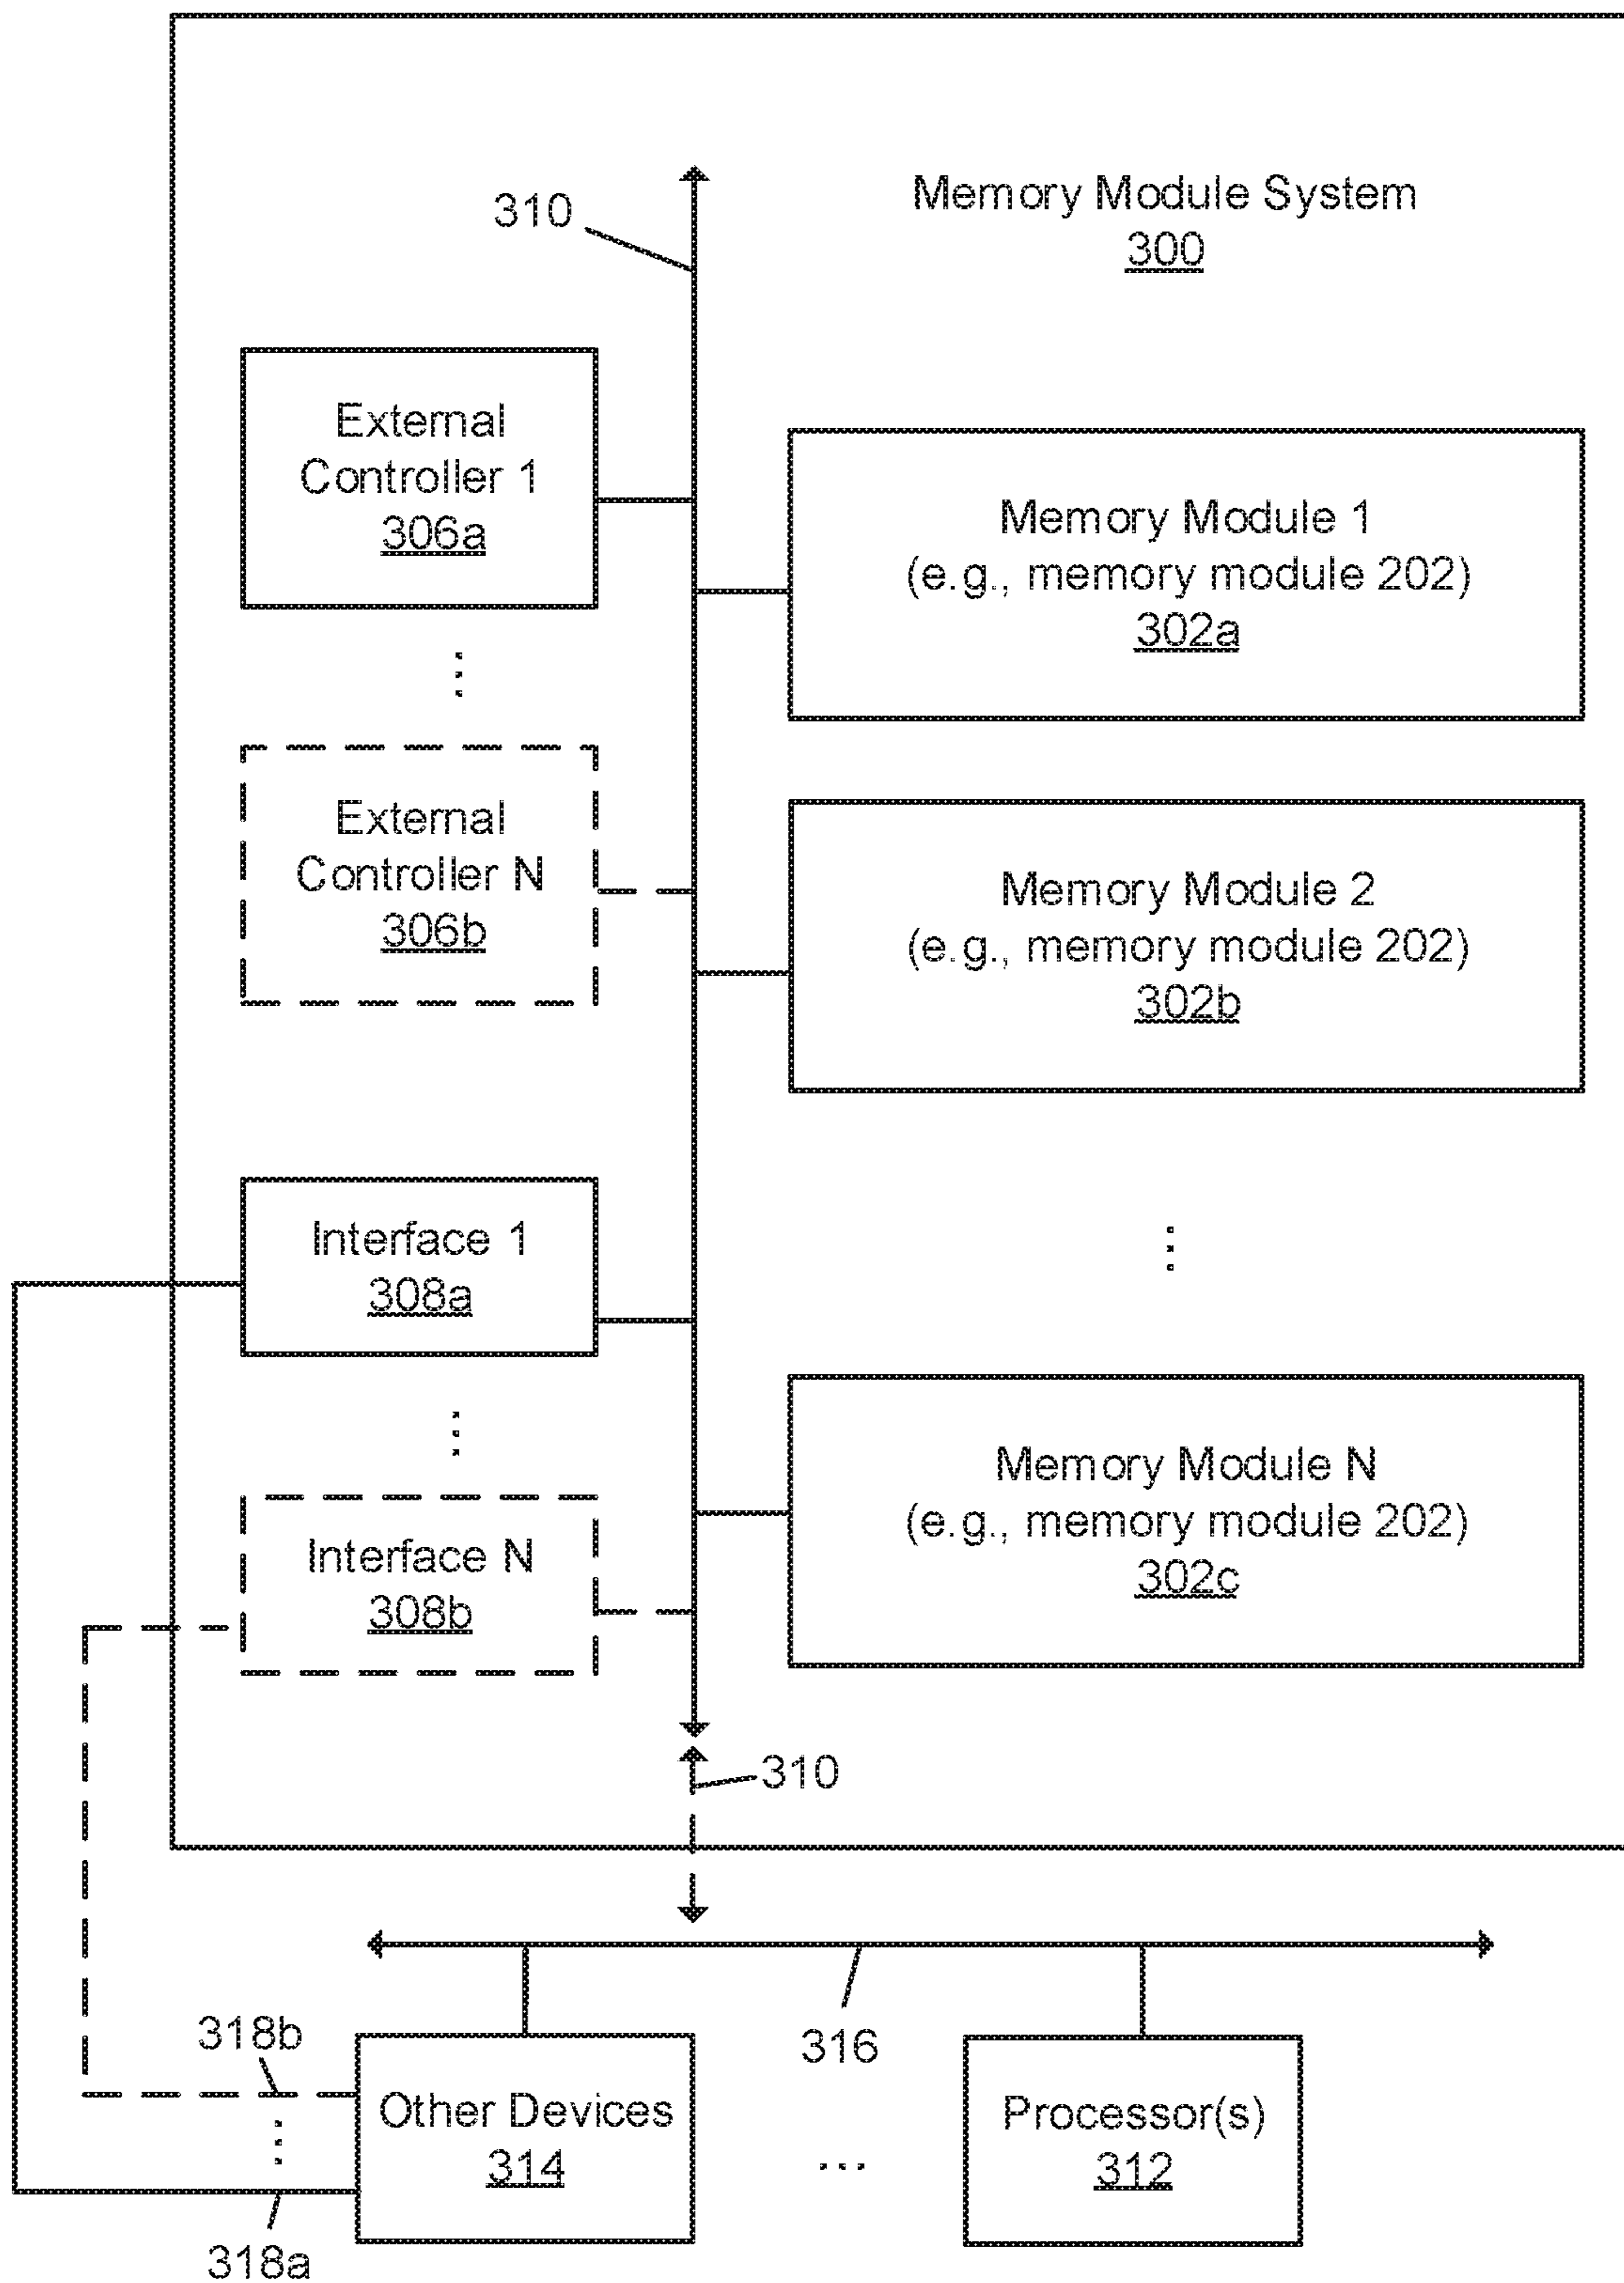 Memory Module System
300
310
External
Controller 1
306a
Memory Module 1
(e.g., memory module 202)
302a
⋮
External
Controller N
306b
Memory Module 2
(e.g., memory module 202)
302b
Interface 1
308a
⋮
⋮
Memory Module N
(e.g., memory module 202)
302c
Interface N
308b
310
316
318b
⋮
318a
Other Devices
314
...
Processor(s)
312